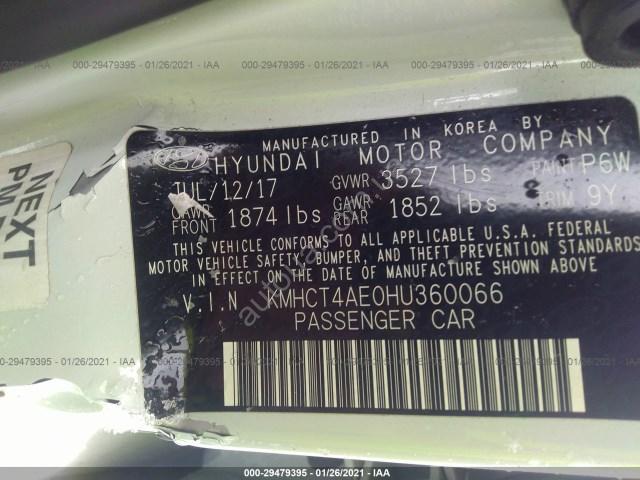 000-29479395 - 01/26/2021 - IAA
MANUFACTURED IN KOREA BY
HYUNDAI MOTOR COMPANY
JUL/12/17 GVWR 3527 lbs PAINT P6W
GAWR FRONT 1874 lbs GAWR REAR 1852 lbs TRIM 9Y
THIS VEHICLE CONFORMS TO ALL APPLICABLE U.S.A. FEDERAL
MOTOR VEHICLE SAFETY, BUMPER, AND THEFT PREVENTION STANDARDS
IN EFFECT ON THE DATE OF MANUFACTURE SHOWN ABOVE
V.I.N KMHCT4AE0HU360066
PASSENGER CAR
NEXT
PM
000-29479395 - 01/26/2021 - IAA